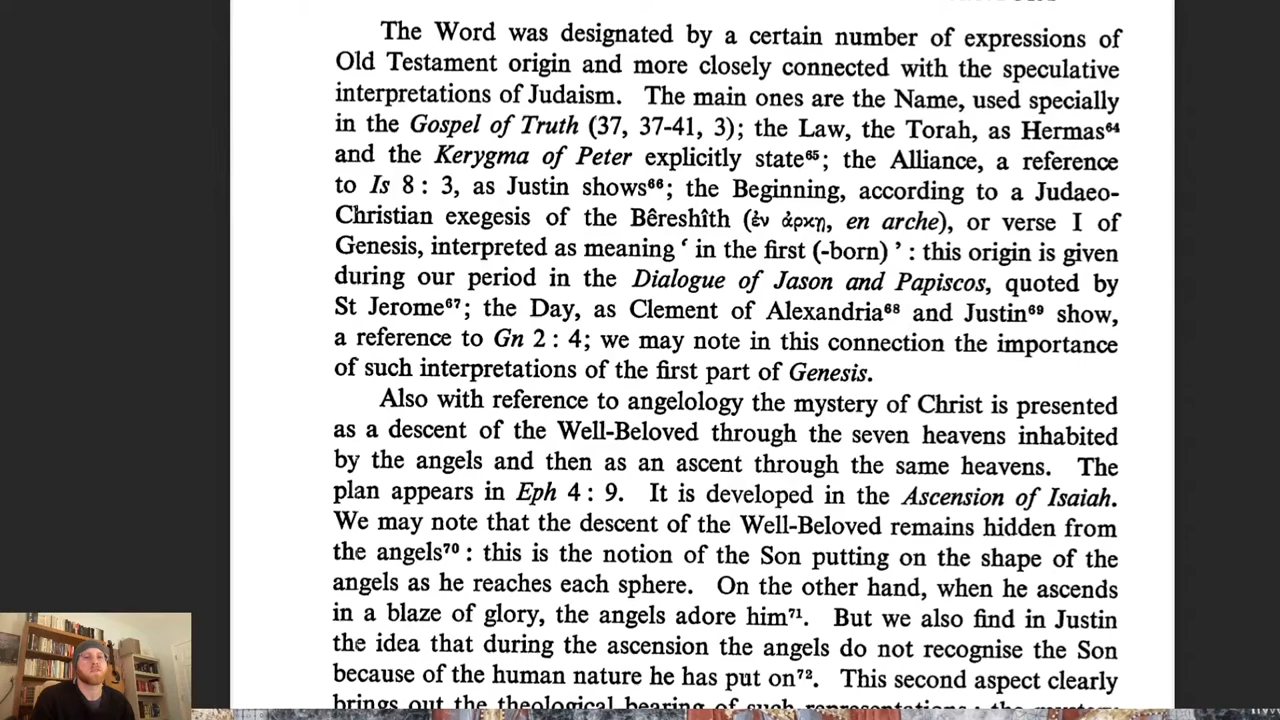 The Word was designated by a certain number of expressions of
Old Testament origin and more closely connected with the speculative
interpretations of Judaism. The main ones are the Name, used specially
in the Gospel of Truth (37, 37-41, 3); the Law, the Torah, as Hermas⁶⁴
and the Kerygma of Peter explicitly state⁶⁵; the Alliance, a reference
to Is 8 : 3, as Justin shows⁶⁶; the Beginning, according to a Judaeo-
Christian exegesis of the Bêreshîth (ἐν ἀρχῃ, en arche), or verse I of
Genesis, interpreted as meaning ‘ in the first (-born) ’ : this origin is given
during our period in the Dialogue of Jason and Papiscos, quoted by
St Jerome⁶⁷; the Day, as Clement of Alexandria⁶⁸ and Justin⁶⁹ show,
a reference to Gn 2 : 4; we may note in this connection the importance
of such interpretations of the first part of Genesis.
Also with reference to angelology the mystery of Christ is presented
as a descent of the Well-Beloved through the seven heavens inhabited
by the angels and then as an ascent through the same heavens. The
plan appears in Eph 4 : 9. It is developed in the Ascension of Isaiah.
We may note that the descent of the Well-Beloved remains hidden from
the angels⁷⁰ : this is the notion of the Son putting on the shape of the
angels as he reaches each sphere. On the other hand, when he ascends
in a blaze of glory, the angels adore him⁷¹. But we also find in Justin
the idea that during the ascension the angels do not recognise the Son
because of the human nature he has put on⁷². This second aspect clearly
brings out the theological bearing of such representations : the mystery